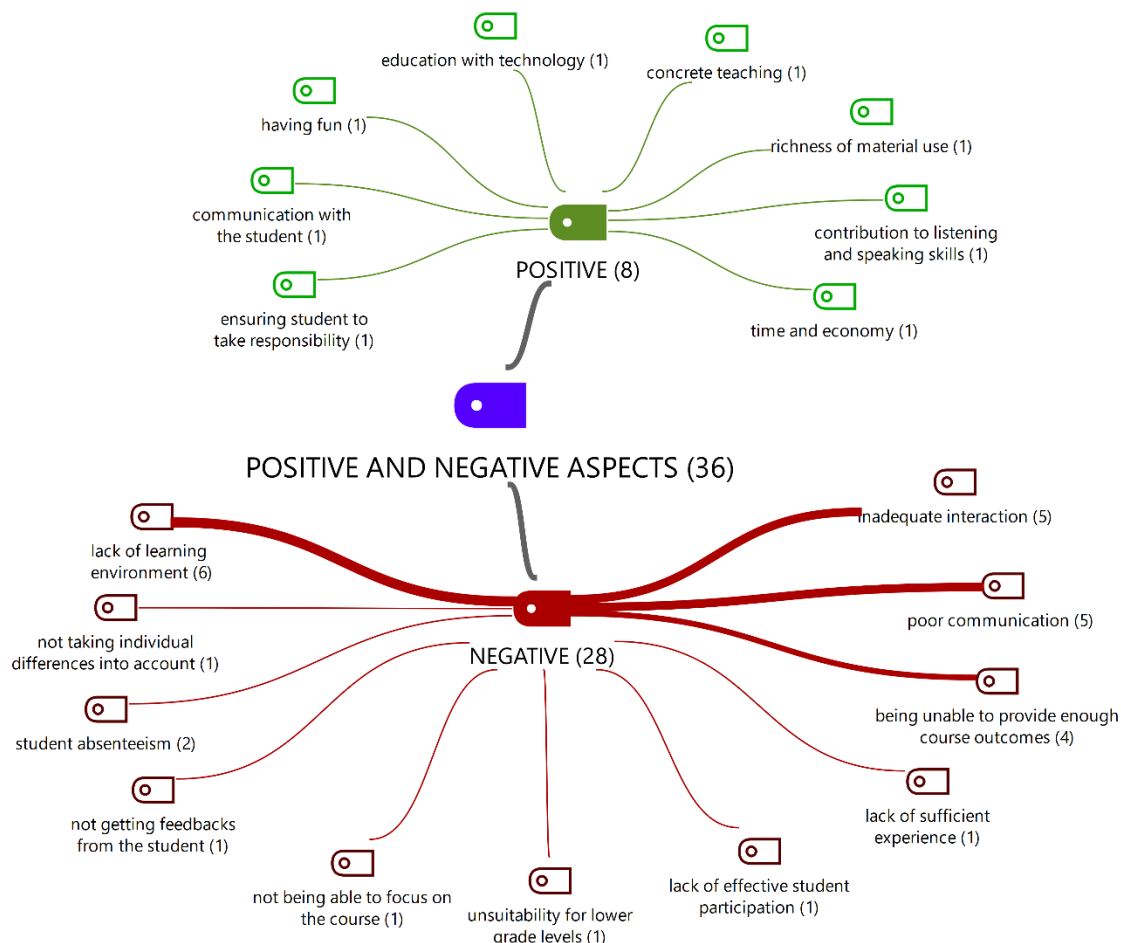 education with technology (1)
concrete teaching (1)
having fun (1)
richness of material use (1)
communication with
the student (1)
contribution to listening
and speaking skills (1)
POSITIVE (8)
ensuring student to
take responsibility (1)
time and economy (1)
POSITIVE AND NEGATIVE ASPECTS (36)
inadequate interaction (5)
lack of learning
environment (6)
poor communication (5)
not taking individual
differences into account (1)
NEGATIVE (28)
being unable to provide enough
course outcomes (4)
student absenteeism (2)
not getting feedbacks
from the student (1)
lack of sufficient
experience (1)
not being able to focus on
the course (1)
unsuitability for lower
grade levels (1)
lack of effective student
participation (1)